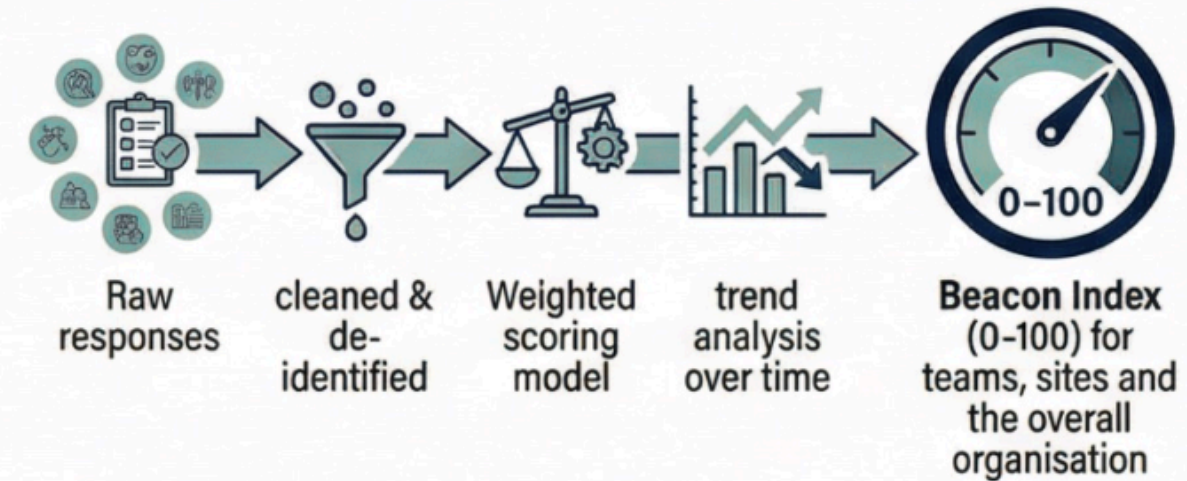 0–100
Raw
responses
cleaned &
de-
identified
Weighted
scoring
model
trend
analysis
over time
Beacon Index
(0-100) for
teams, sites and
the overall
organisation